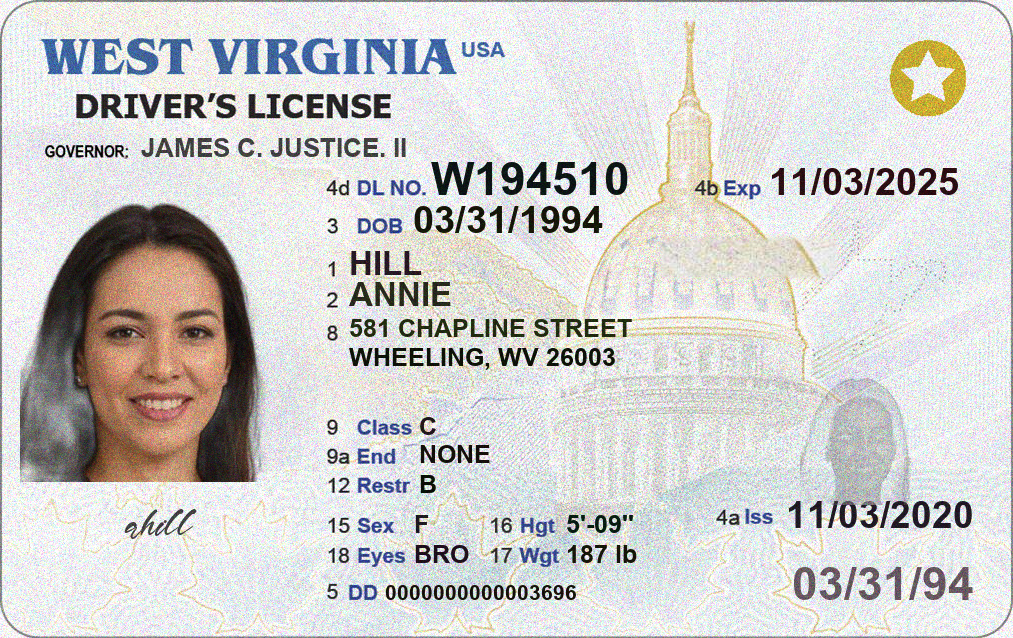 WEST VIRGINIA USA
DRIVER'S LICENSE
GOVERNOR: JAMES C. JUSTICE. II
4d DL NO. W194510 4b Exp 11/03/2025
3 DOB 03/31/1994
1 HILL
2 ANNIE
8 581 CHAPLINE STREET
WHEELING, WV 26003
9 Class C
9a End NONE
12 Restr B
15 Sex F 16 Hgt 5'-09" 4a Iss 11/03/2020
18 Eyes BRO 17 Wgt 187 lb
5 DD 0000000000003696
03/31/94
ahill